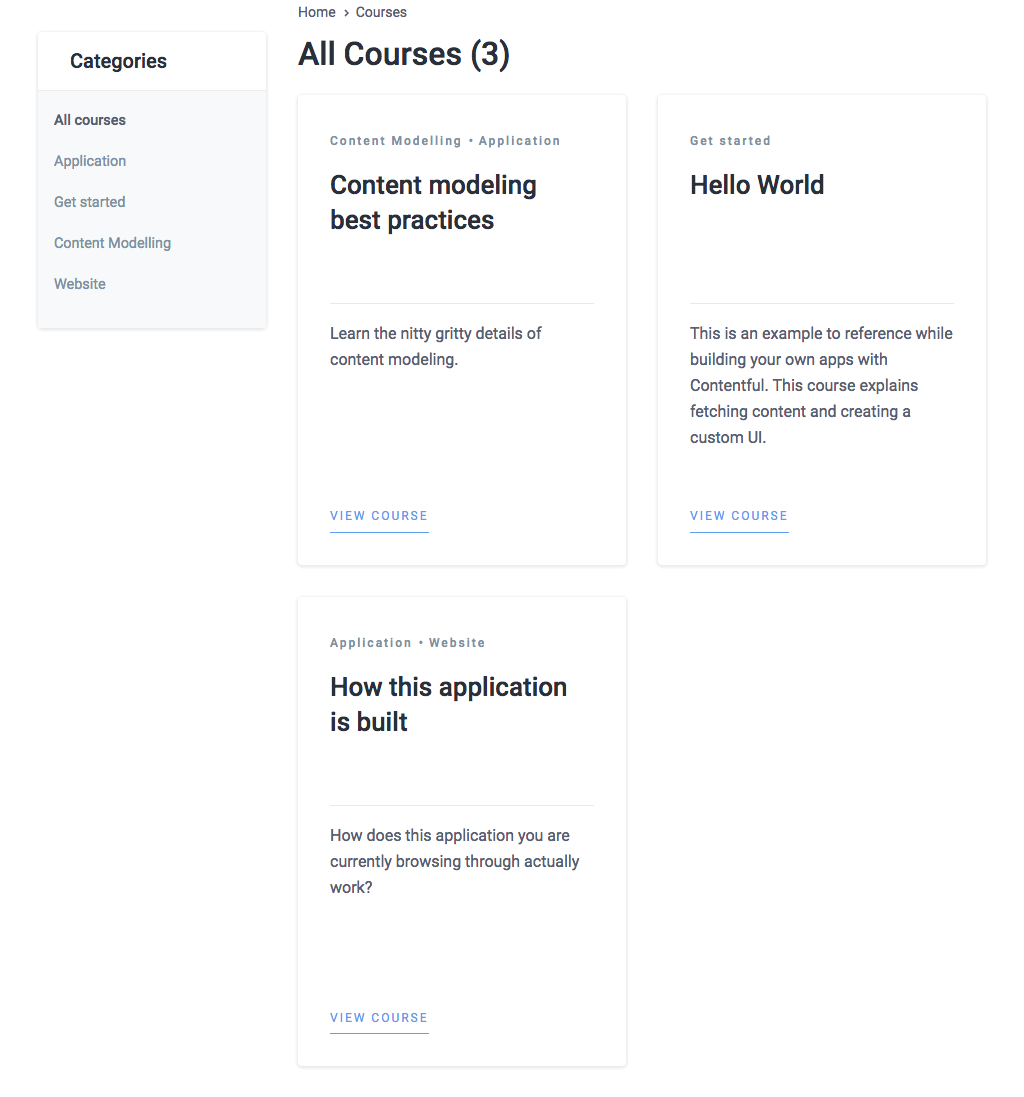 Home › Courses
Categories
All courses
Application
Get started
Content Modelling
Website
All Courses (3)
Content Modelling • Application
Content modeling
best practices
Learn the nitty gritty details of
content modeling.
VIEW COURSE
Get started
Hello World
This is an example to reference while
building your own apps with
Contentful. This course explains
fetching content and creating a
custom UI.
VIEW COURSE
Application • Website
How this application
is built
How does this application you are
currently browsing through actually
work?
VIEW COURSE